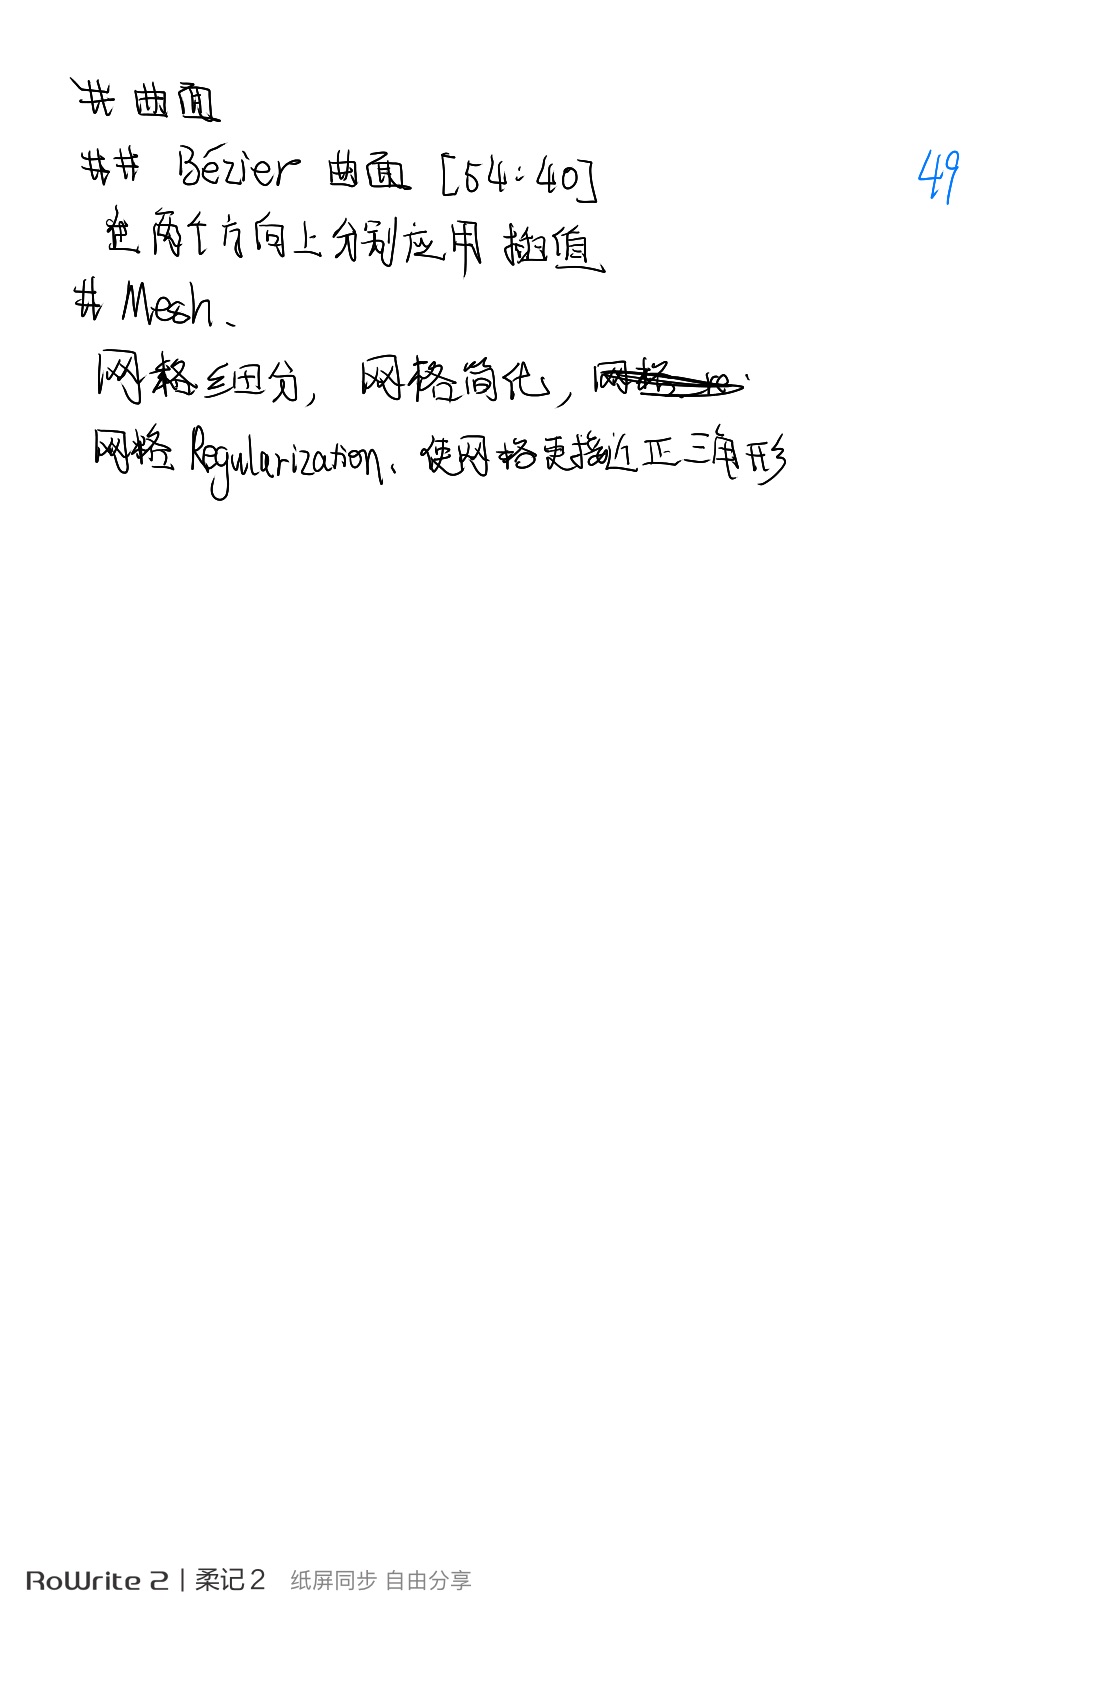 # 曲面
## Bézier 曲面 [54:40]
49
在两个方向上分别应用 插值
# Mesh、
网格细分, 网格简化,
网格 Regularization、使网格更接近正三角形
RoWrite 2 | 柔记 2 纸屏同步 自由分享